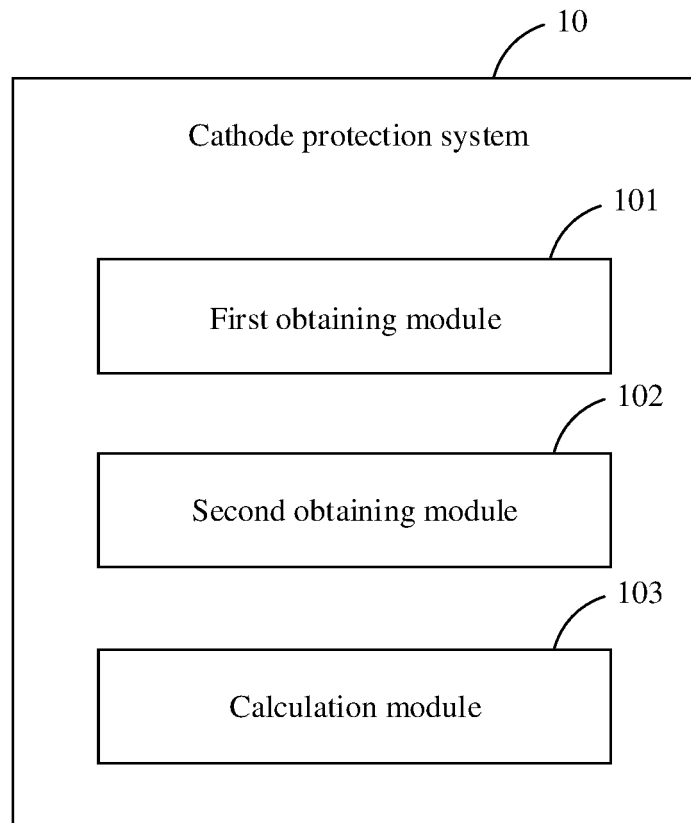 10
Cathode protection system
101
First obtaining module
102
Second obtaining module
103
Calculation module